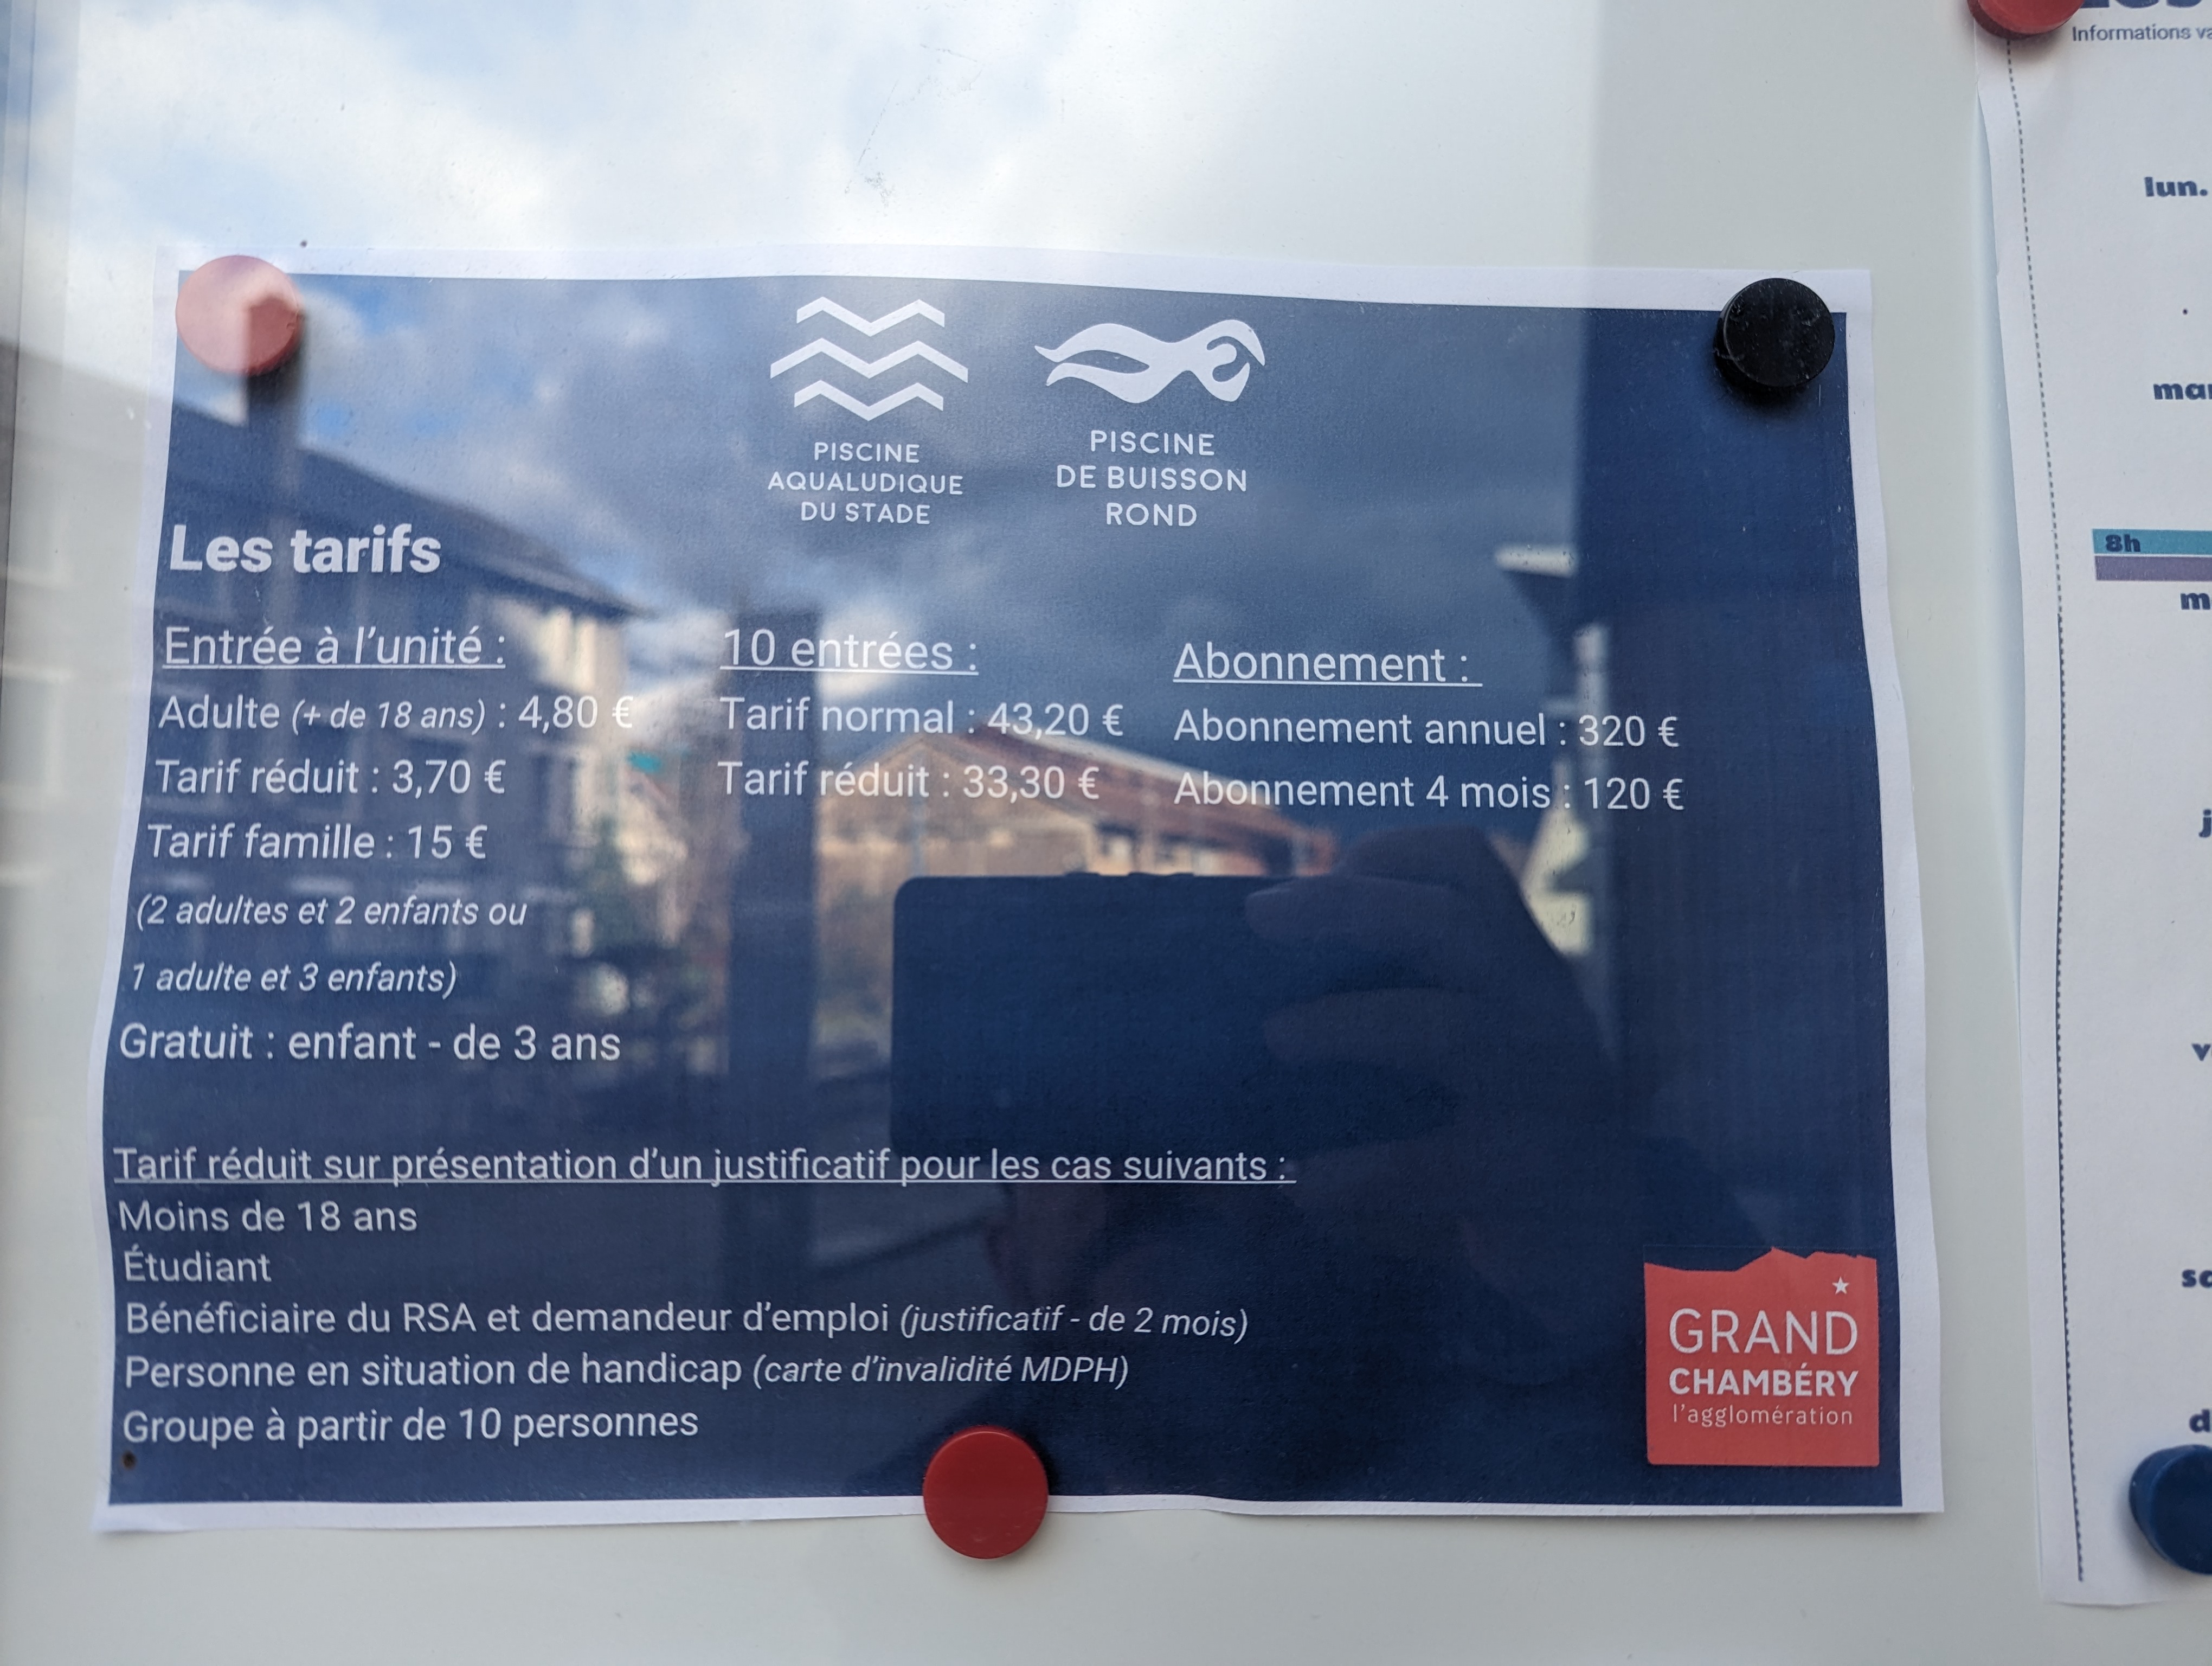 PISCINE
AQUALUDIQUE
DU STADE
PISCINE
DE BUISSON
ROND
Les tarifs
Entrée à l'unité :
Adulte (+ de 18 ans) : 4,80 €
Tarif réduit : 3,70 €
Tarif famille : 15 €
(2 adultes et 2 enfants ou
1 adulte et 3 enfants)
Gratuit : enfant - de 3 ans
10 entrées :
Tarif normal : 43,20 €
Tarif réduit : 33,30 €
Abonnement :
Abonnement annuel : 320 €
Abonnement 4 mois : 120 €
Tarif réduit sur présentation d'un justificatif pour les cas suivants :
Moins de 18 ans
Étudiant
Bénéficiaire du RSA et demandeur d'emploi (justificatif - de 2 mois)
Personne en situation de handicap (carte d'invalidité MDPH)
Groupe à partir de 10 personnes
GRAND
CHAMBÉRY
l'agglomération
Informations
lun.
8h